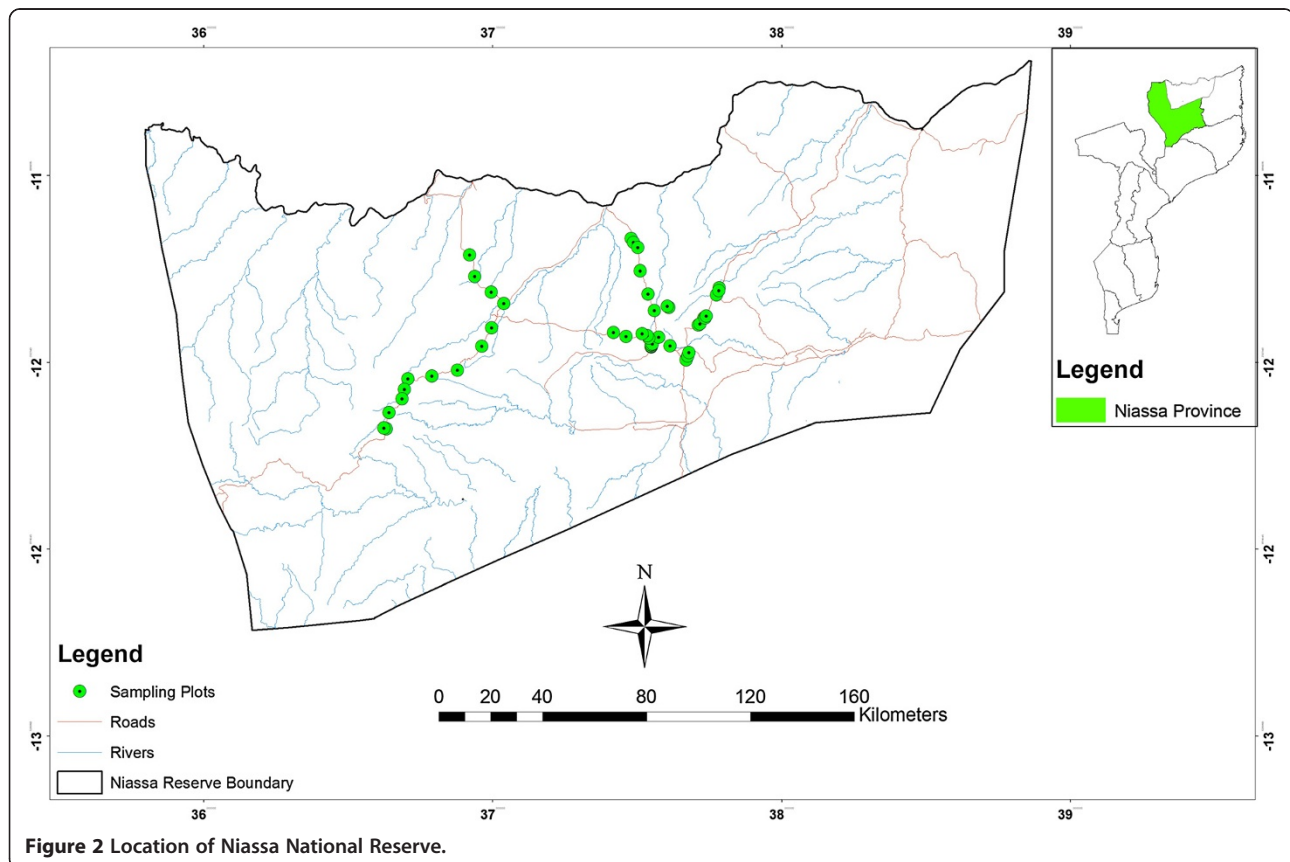 36 37 38 39
-11 -11
Legend
Niassa Province
-12 -12
-12 -12
N
Legend
Sampling Plots
Roads
Rivers
Niassa Reserve Boundary
0 20 40 80 120 160
Kilometers
-13 -13
36 37 38 39
Figure 2 Location of Niassa National Reserve.